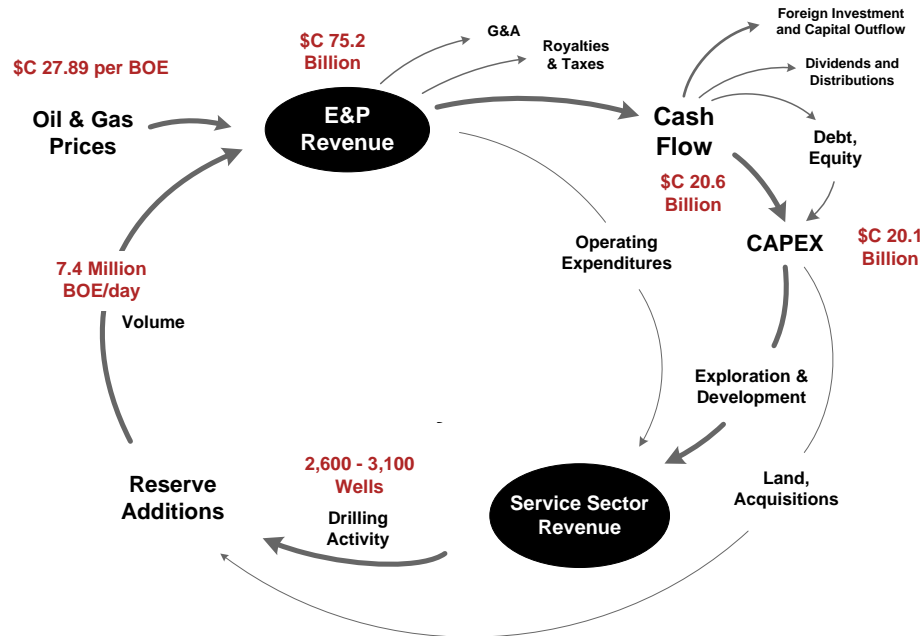 Foreign Investment
and Capital Outflow
G&A
$C 75.2
Billion
Royalties
& Taxes
$C 27.89 per BOE
Dividends and
Distributions
Oil & Gas
Prices
E&P
Revenue
Cash
Flow
Debt,
Equity
$C 20.6
Billion
CAPEX
$C 20.1
Billion
Operating
Expenditures
7.4 Million
BOE/day
Volume
Exploration &
Development
2,600 - 3,100
Wells
Reserve
Additions
Drilling
Activity
Service Sector
Revenue
Land,
Acquisitions